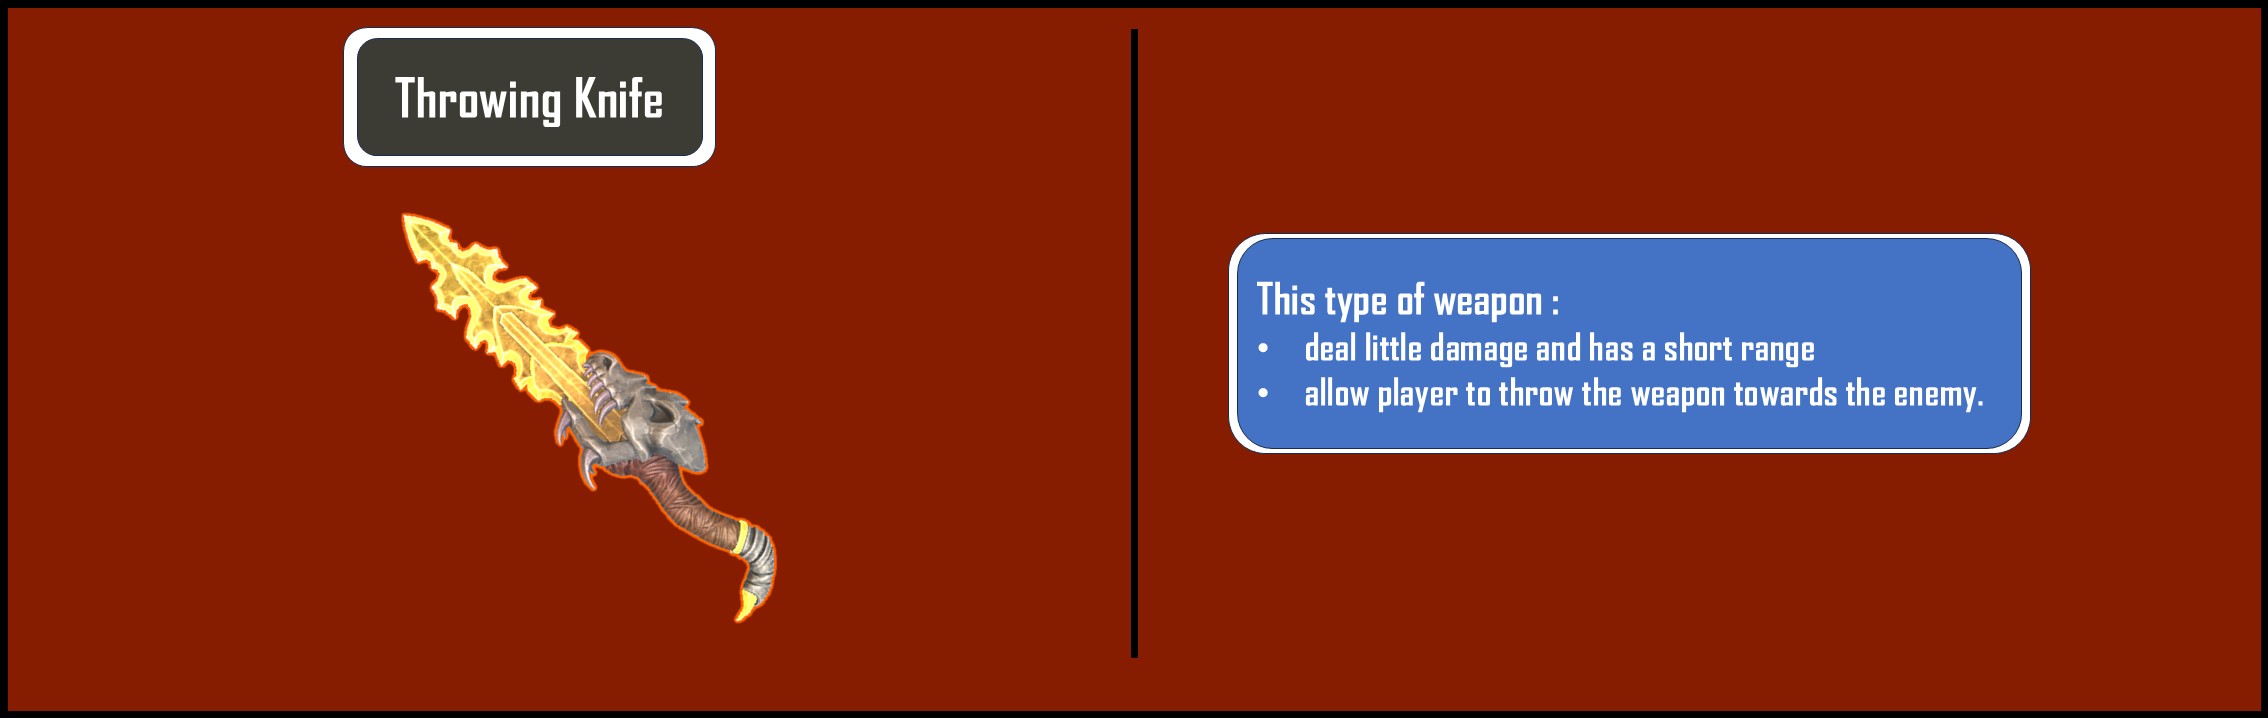 Throwing Knife
This type of weapon :
• deal little damage and has a short range
• allow player to throw the weapon towards the enemy.